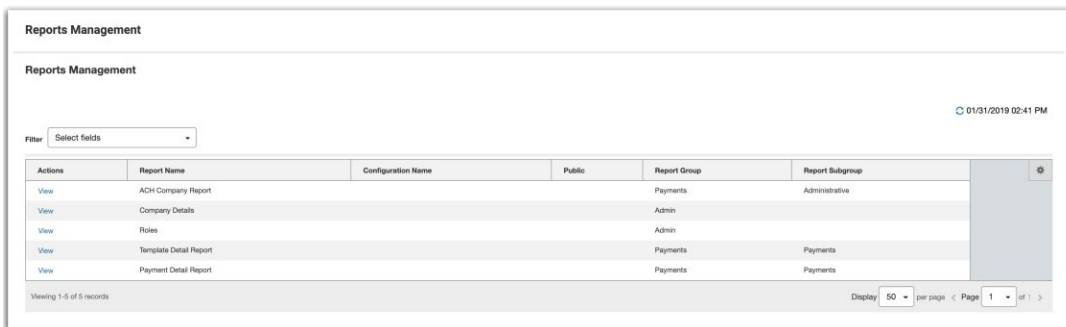 Reports Management
Reports Management
01/31/2019 02:41 PM
Filter Select fields
Actions Report Name Configuration Name Public Report Group Report Subgroup
View ACH Company Report Payments Administrative
View Company Details Admin
View Roles Admin
View Template Detail Report Payments Payments
View Payment Detail Report Payments Payments
Viewing 1-5 of 5 records Display 50 per page < Page 1 of 1 >